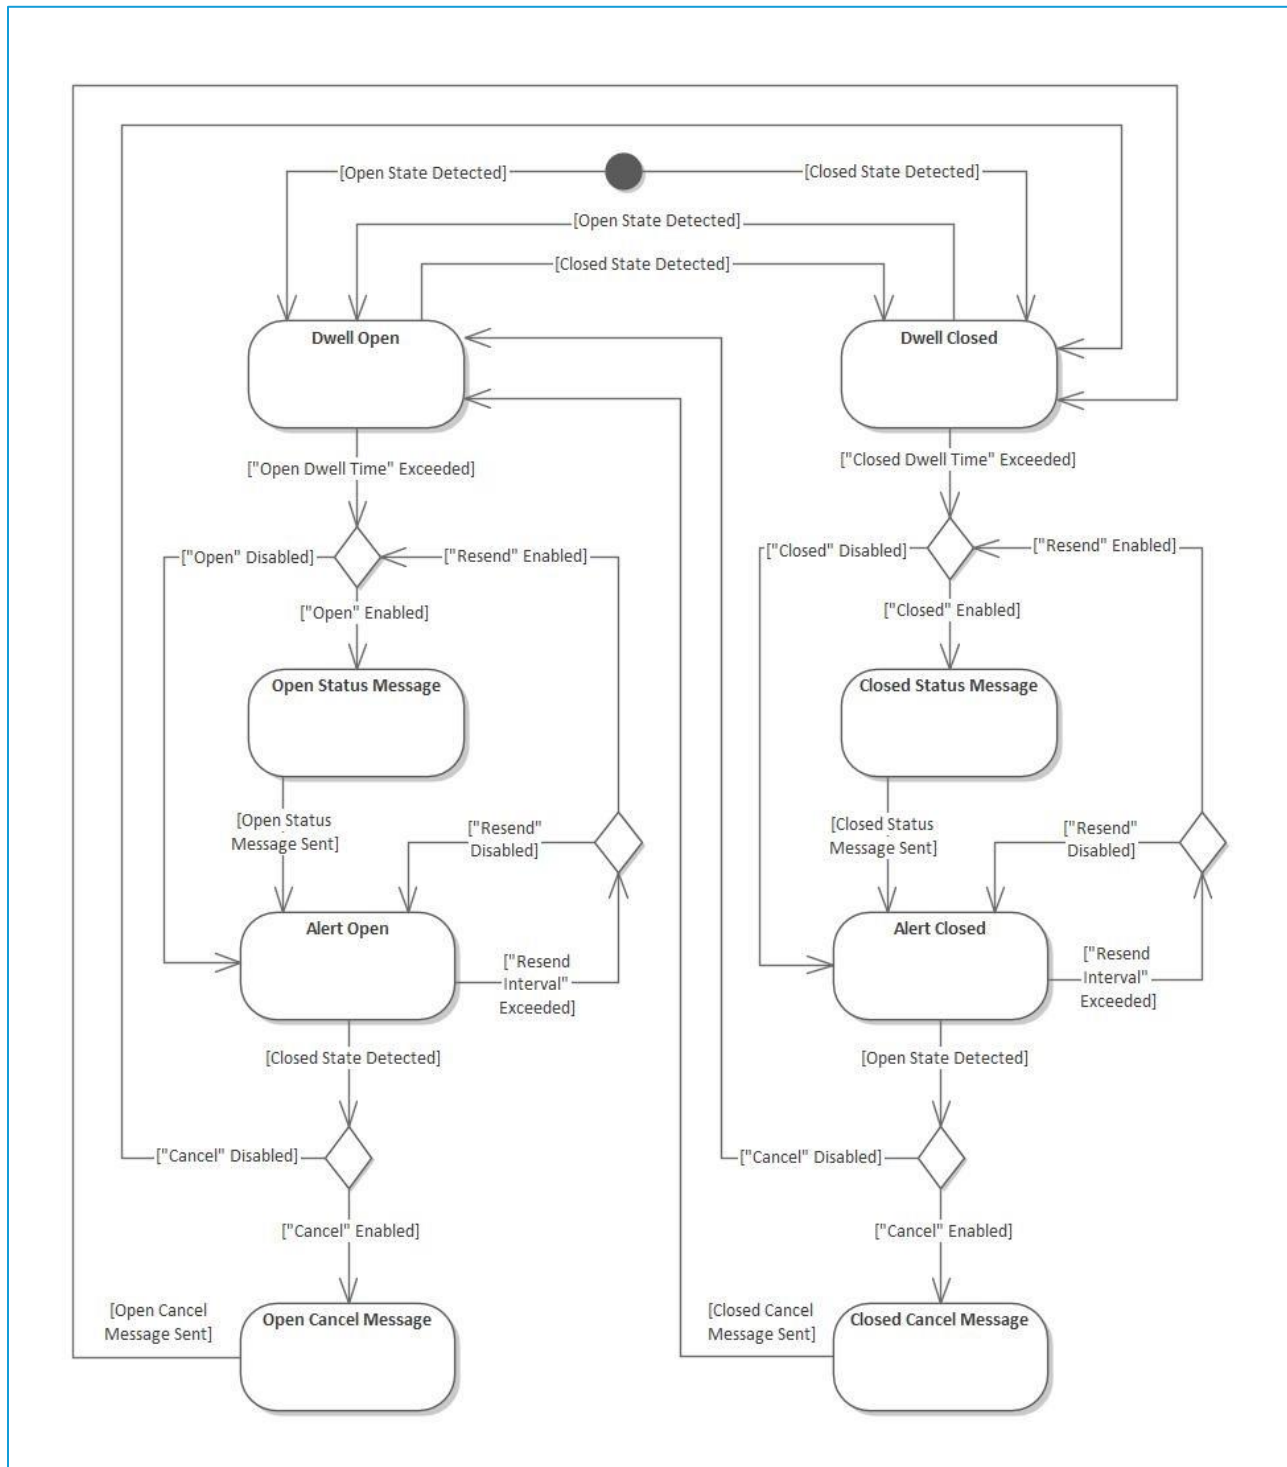 [Open State Detected]
[Closed State Detected]
[Open State Detected]
[Closed State Detected]
Dwell Open
Dwell Closed
["Open Dwell Time" Exceeded]
["Closed Dwell Time" Exceeded]
["Open" Disabled]
["Resend" Enabled]
["Closed" Disabled]
["Resend" Enabled]
["Open" Enabled]
["Closed" Enabled]
Open Status Message
Closed Status Message
[Open Status
Message Sent]
["Resend"
Disabled]
[Closed Status
Message Sent]
["Resend"
Disabled]
Alert Open
Alert Closed
["Resend
Interval"
Exceeded]
["Resend
Interval"
Exceeded]
[Closed State Detected]
[Open State Detected]
["Cancel" Disabled]
["Cancel" Disabled]
["Cancel" Enabled]
["Cancel" Enabled]
[Open Cancel
Message Sent]
Open Cancel Message
[Closed Cancel
Message Sent]
Closed Cancel Message